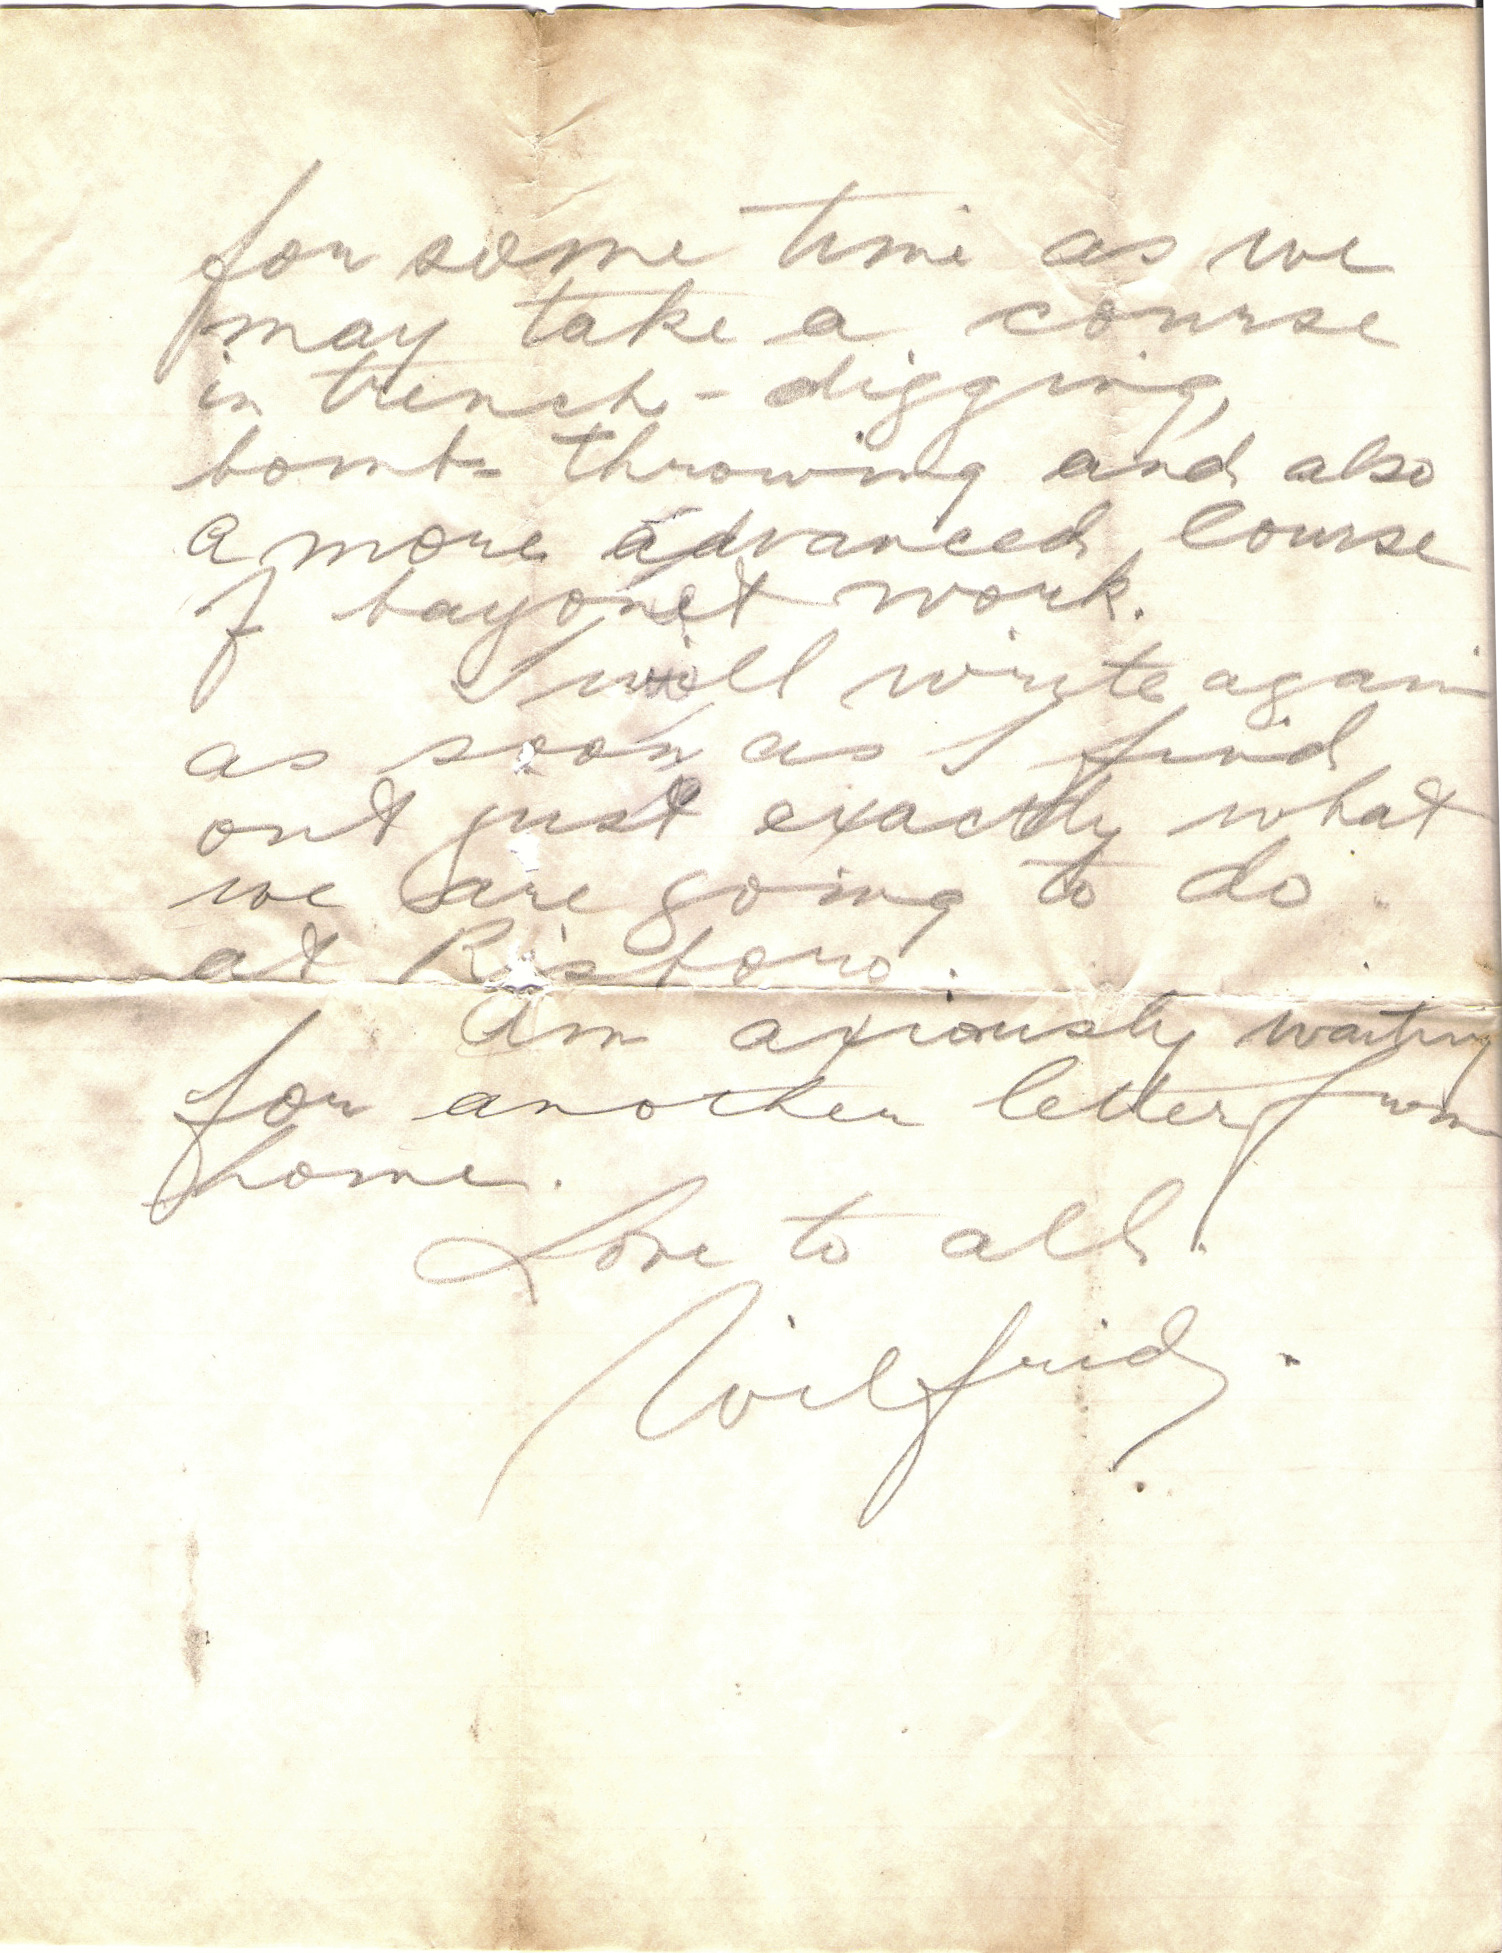 for some time as we
may take a course
in trench-digging,
bomb-throwing and also
a more advanced course
of bayonet work.
I will write again
as soon as I find
out just exactly what
we are going to do
at Risboro.
Am axiously waiting
for another letter from
home.
Love to all.
Wilfrid.